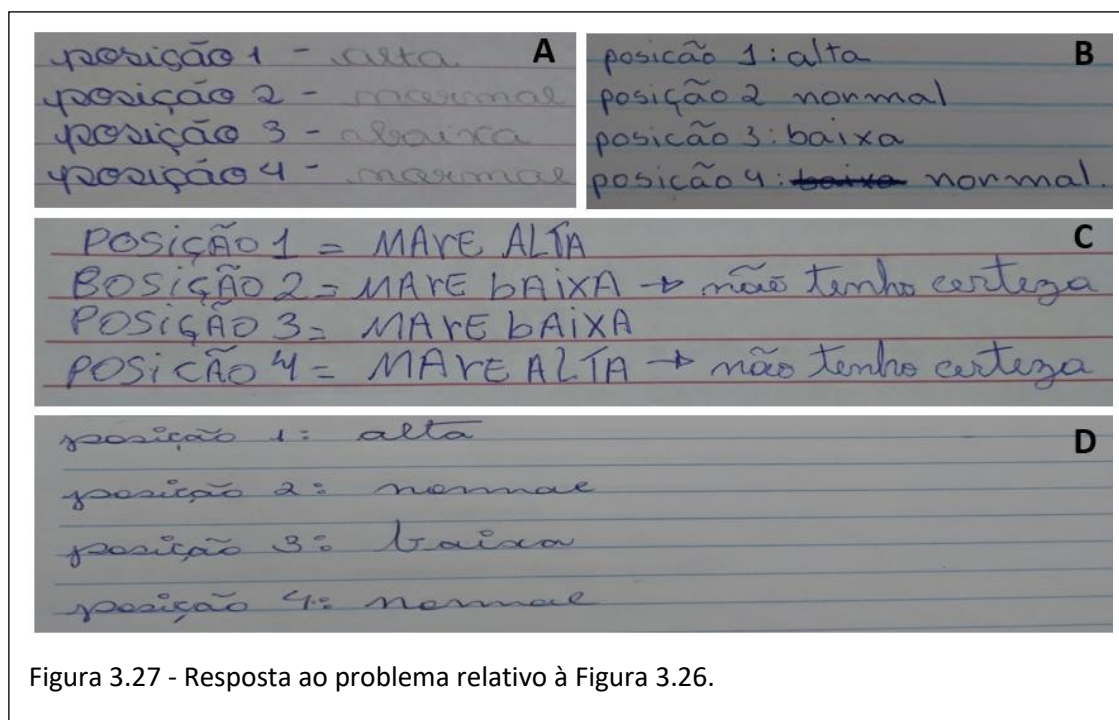 posição 1 - alta A
posição 2 - normal
posição 3 - abaixa
posição 4 - normal
posicão 1: alta B
posição 2 normal
posicão 3: baixa
posicão 4: baixa normal.
POSIÇÃO 1 = MARE ALTA C
BOSIÇÃO 2 = MARE bAiXA → não tenho certeza
POSIÇÃO 3 = MARE bAiXA
POSiCÃO 4 = MARE ALTA → não tenho certeza
posição 1: alta D
posição 2: normal
posição 3: baixa
posição 4: normal
Figura 3.27 - Resposta ao problema relativo à Figura 3.26.